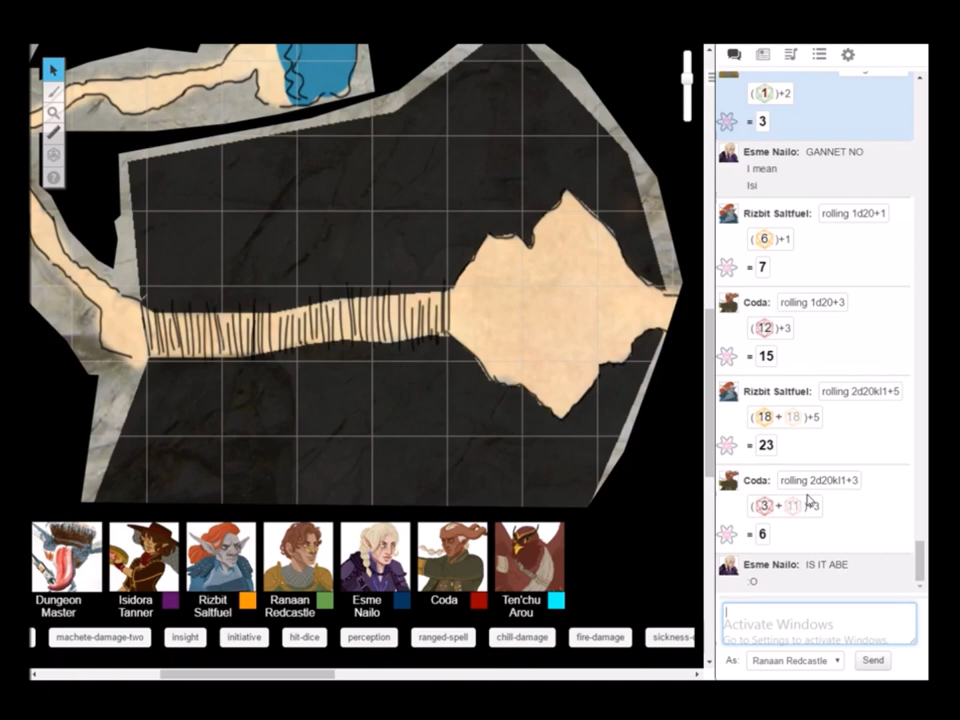 (1)+2
= 3
Esme Nailo: GANNET NO
I mean
Isi
Rizbit Saltfuel: rolling 1d20+1
(6)+1
= 7
Coda: rolling 1d20+3
(12)+3
= 15
Rizbit Saltfuel: rolling 2d20kl1+5
(18 + 18)+5
= 23
Coda: rolling 2d20kl1+3
(3 + 11)+3
= 6
Esme Nailo: IS IT ABE
:O
Activate Windows
Go to Settings to activate Windows.
As: Ranaan Redcastle
Send
Dungeon Master
Isidora Tanner
Rizbit Saltfuel
Ranaan Redcastle
Esme Nailo
Coda
Ten'chu Arou
machete-damage-two
insight
initiative
hit-dice
perception
ranged-spell
chill-damage
fire-damage